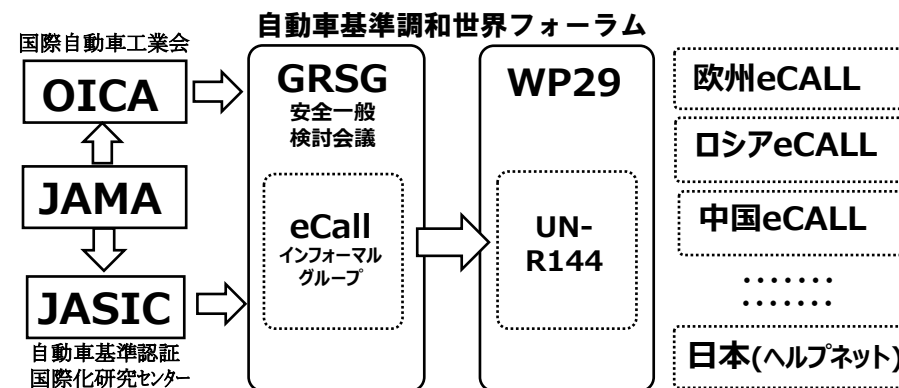 自動車基準調和世界フォーラム
国際自動車工業会
OICA
JAMA
JASIC
自動車基準認証
国際化研究センター
GRSG
安全一般
検討会議
eCall
インフォーマル
グループ
WP29
UN-
R144
欧州eCALL
ロシアeCALL
中国eCALL
・・・・・・・
・・・・・・・
日本(ヘルプネット)